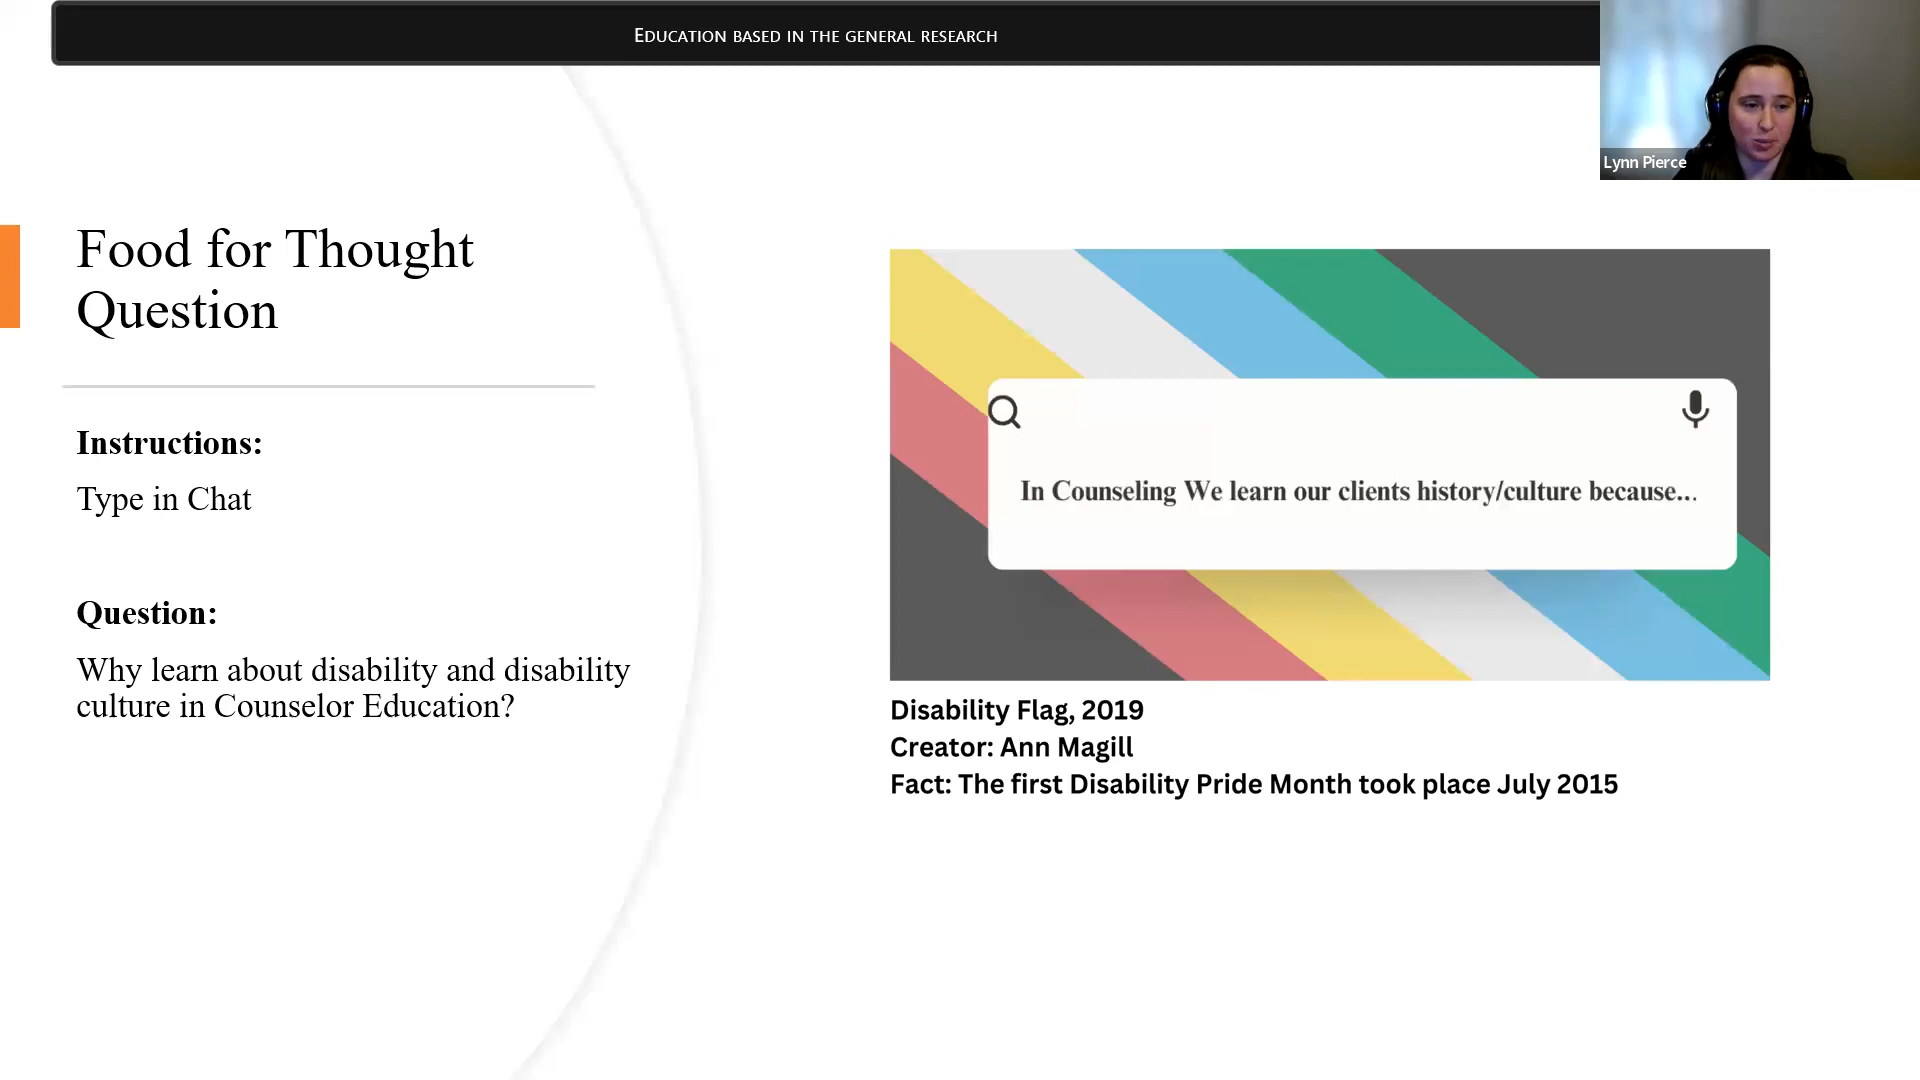 Education based in the general research
Lynn Pierce
Food for Thought
Question
Instructions:
Type in Chat
Question:
Why learn about disability and disability
culture in Counselor Education?
In Counseling We learn our clients history/culture because...
Disability Flag, 2019
Creator: Ann Magill
Fact: The first Disability Pride Month took place July 2015